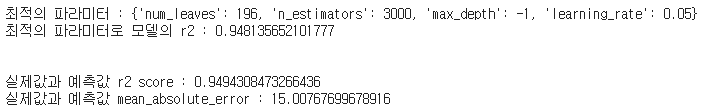 최적의 파라미터 : {'num_leaves': 196, 'n_estimators': 3000, 'max_depth': -1, 'learning_rate': 0.05}
최적의 파라미터로 모델의 r2 : 0.948135652101777
실제값과 예측값 r2 score : 0.9494308473266436
실제값과 예측값 mean_absolute_error : 15.00767699678916